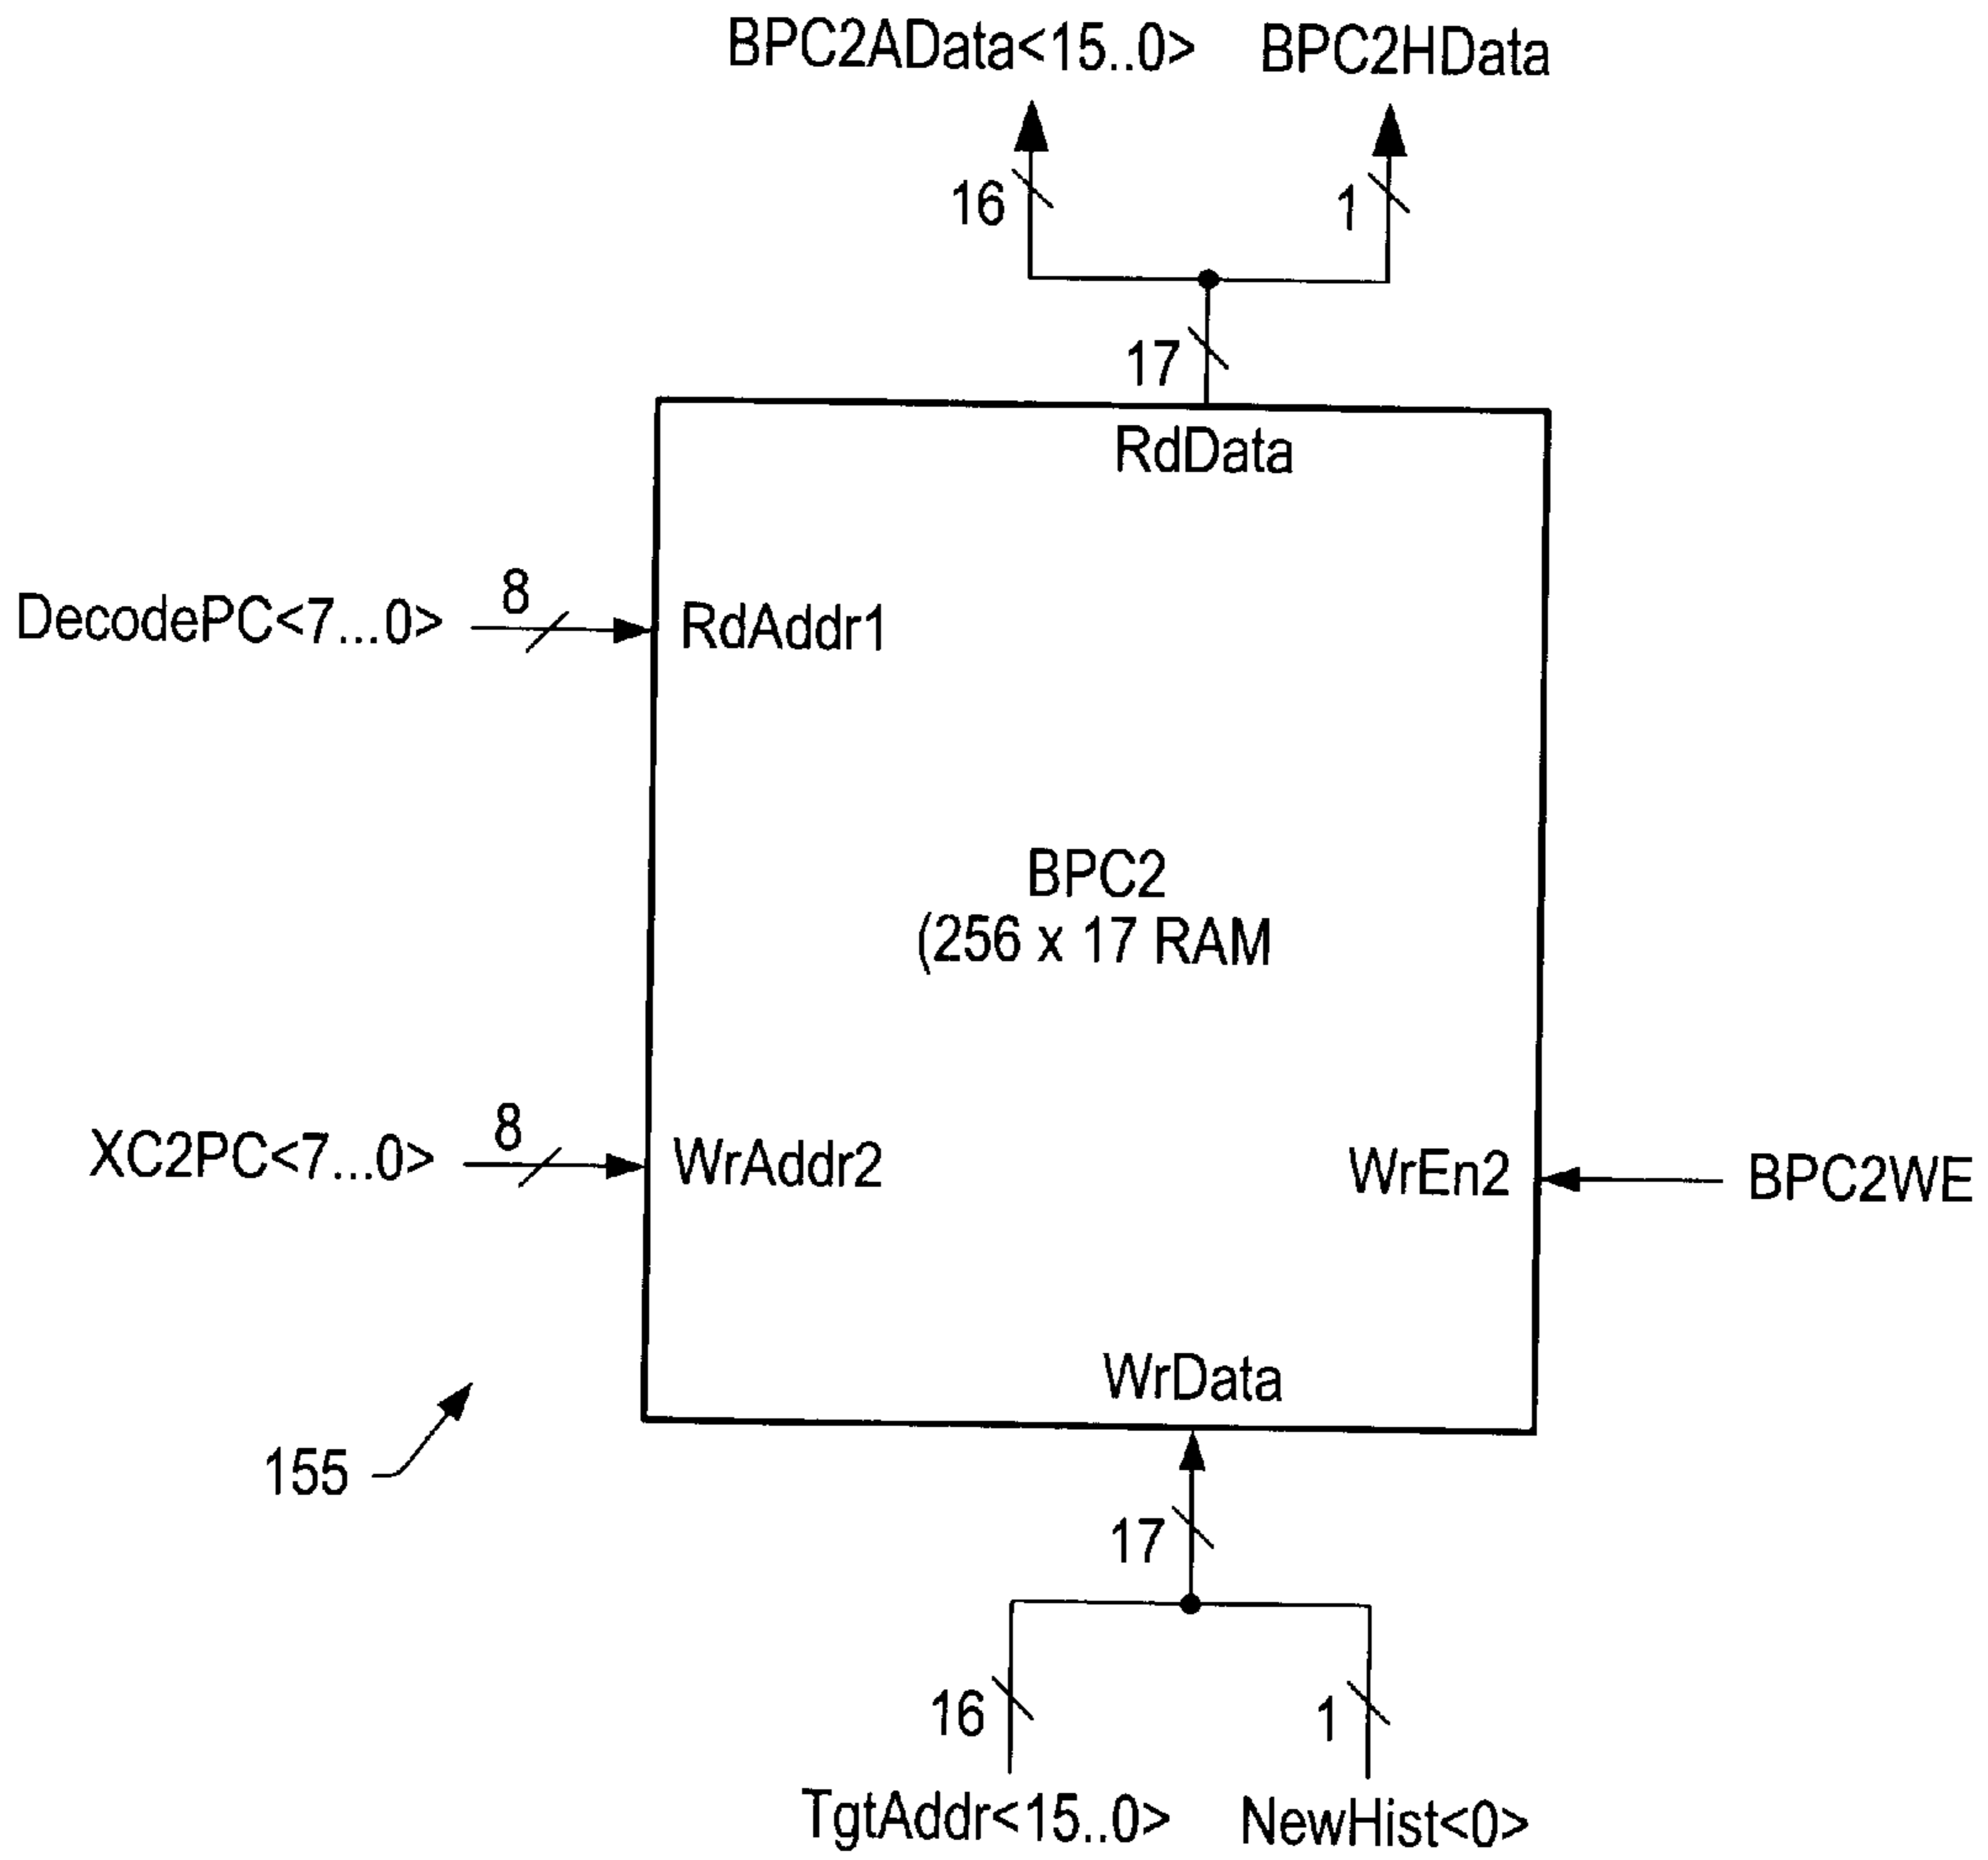 BPC2AData<15..0> BPC2HData
16 1
17
RdData
DecodePC<7...0> 8 RdAddr1
BPC2
(256 x 17 RAM
XC2PC<7...0> 8 WrAddr2 WrEn2 BPC2WE
WrData
155
17
16 1
TgtAddr<15..0> NewHist<0>